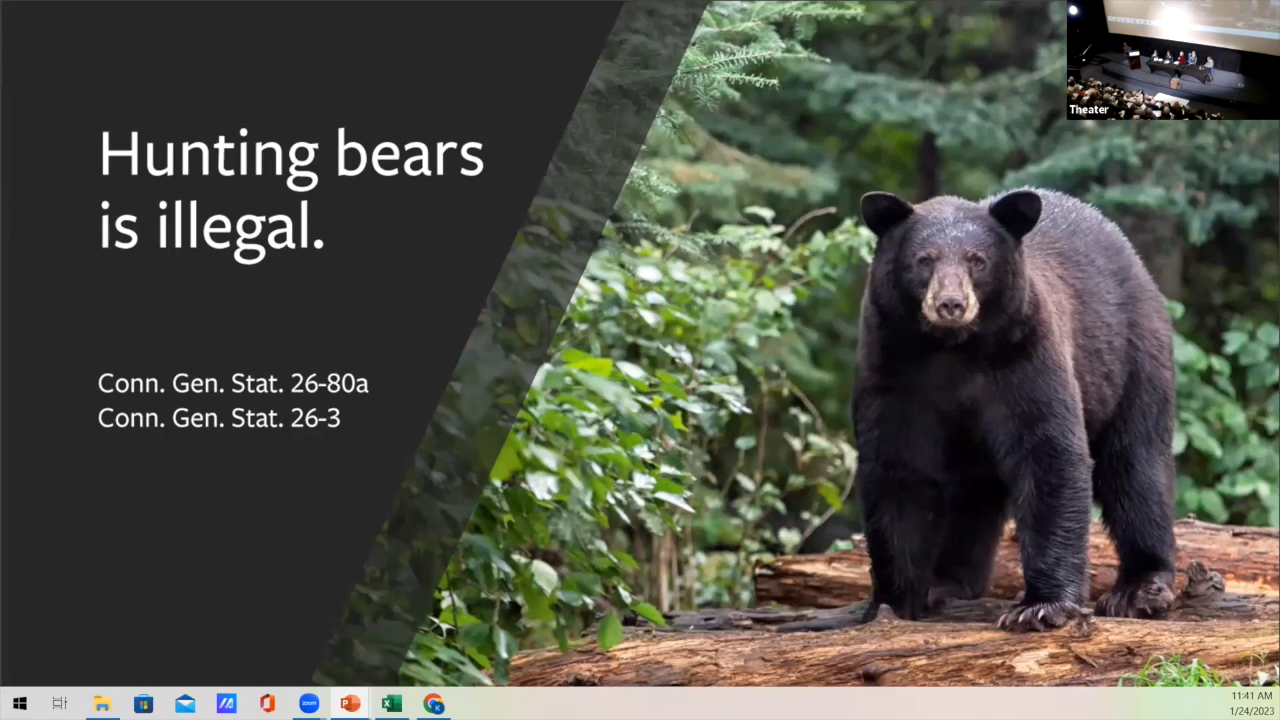 Hunting bears
is illegal.
Conn. Gen. Stat. 26-80a
Conn. Gen. Stat. 26-3
Theater
zoom
K
11:41 AM
1/24/2023